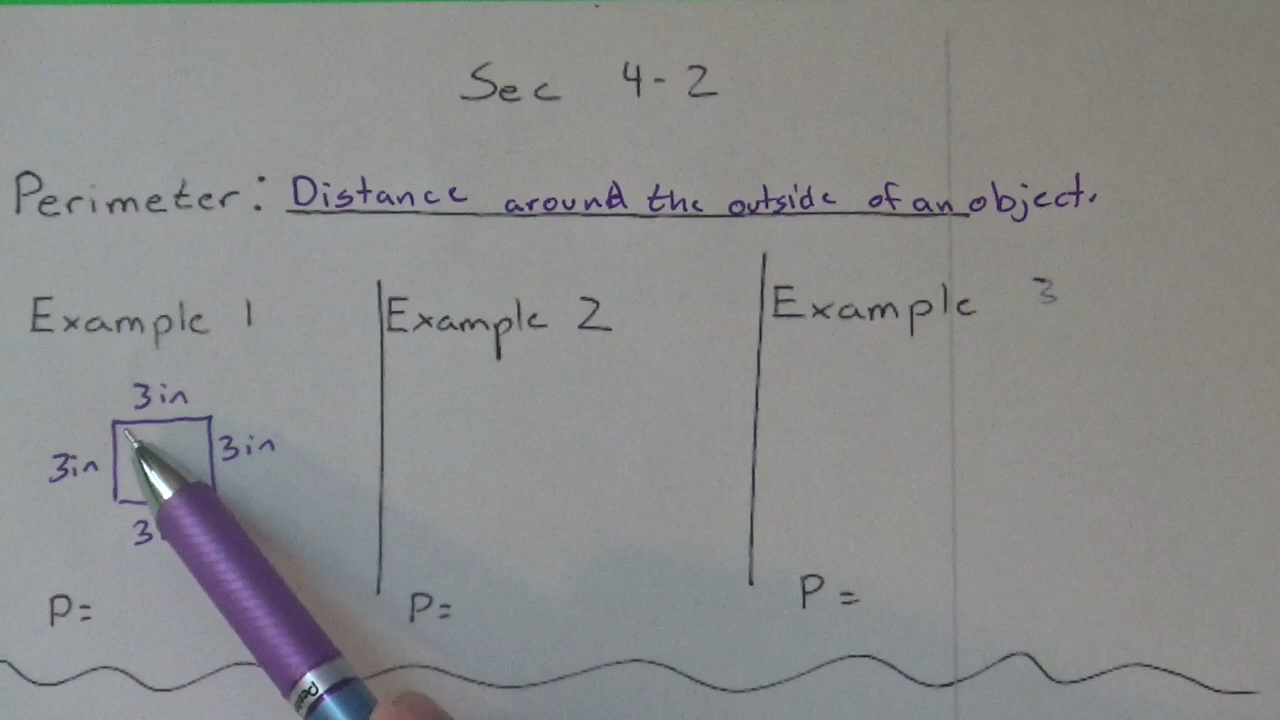 Sec 4-2
Perimeter: Distance around the outside of an object.
Example 1
Example 2
Example 3
3in
3in
3in
3
P=
P=
P=